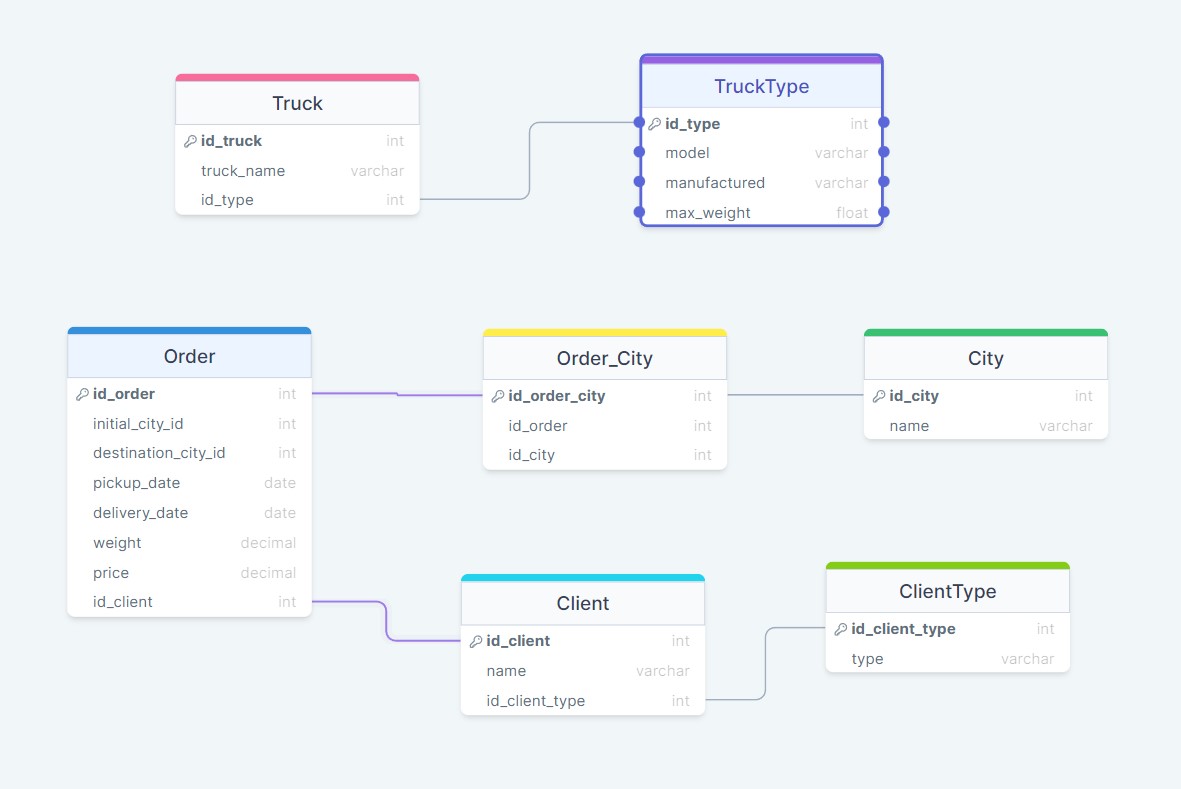 Truck
id_truck int
truck_name varchar
id_type int
TruckType
id_type int
model varchar
manufactured varchar
max_weight float
Order
id_order int
initial_city_id int
destination_city_id int
pickup_date date
delivery_date date
weight decimal
price decimal
id_client int
Order_City
id_order_city int
id_order int
id_city int
City
id_city int
name varchar
Client
id_client int
name varchar
id_client_type int
ClientType
id_client_type int
type varchar